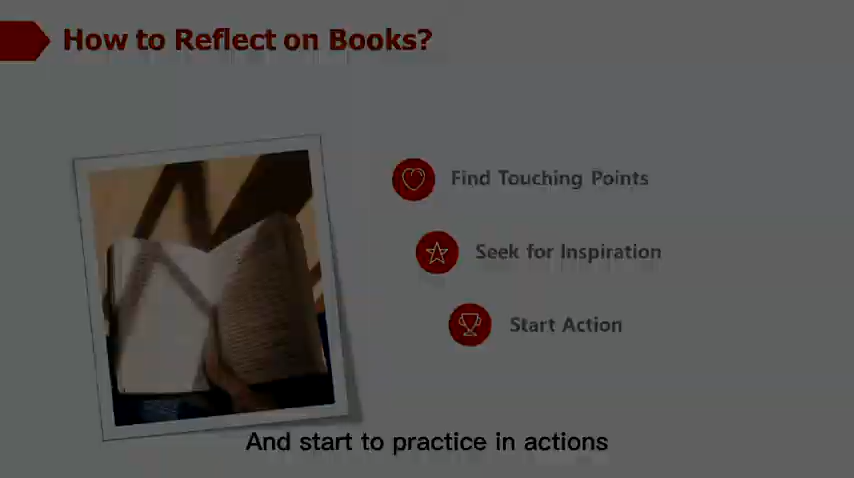 How to Reflect on Books?
Find Touching Points
Seek for Inspiration
Start Action
And start to practice in actions